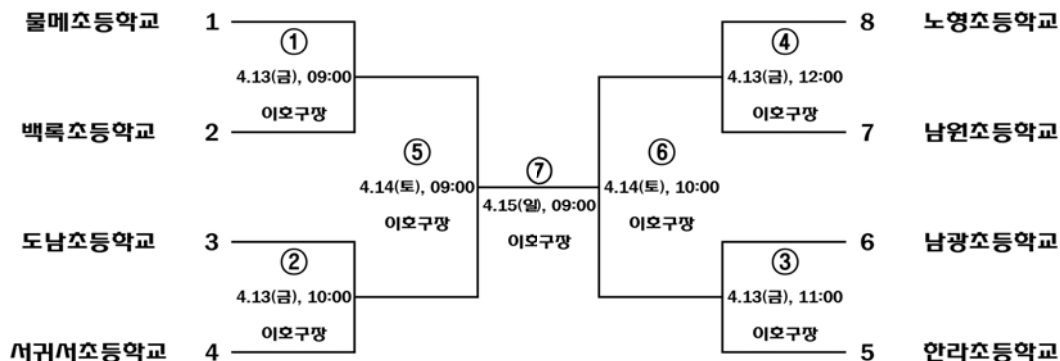 물메초등학교 1
①
4.13(금), 09:00
이호구장
백록초등학교 2
⑤
4.14(토), 09:00
이호구장
도남초등학교 3
②
4.13(금), 10:00
이호구장
서귀서초등학교 4
⑦
4.15(일), 09:00
이호구장
8 노형초등학교
④
4.13(금), 12:00
이호구장
7 남원초등학교
⑥
4.14(토), 10:00
이호구장
6 남광초등학교
③
4.13(금), 11:00
이호구장
5 한라초등학교